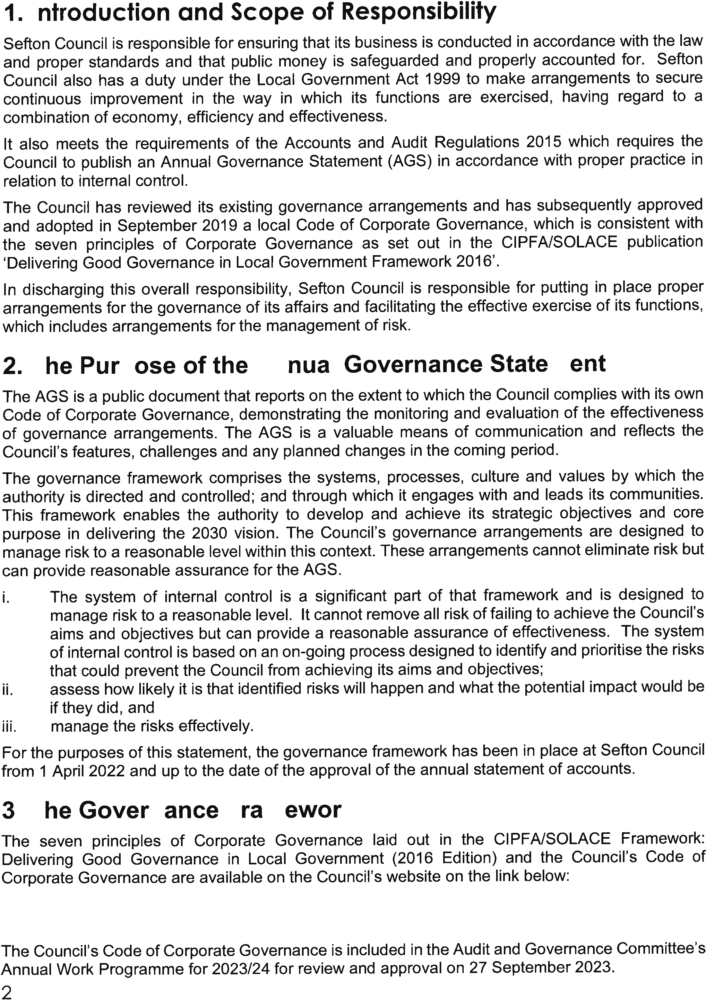 1. ntroduction and Scope of Responsibility
Sefton Council is responsible for ensuring that its business is conducted in accordance with the law
and proper standards and that public money is safeguarded and properly accounted for. Sefton
Council also has a duty under the Local Government Act 1999 to make arrangements to secure
continuous improvement in the way in which its functions are exercised, having regard to a
combination of economy, efficiency and effectiveness.
It also meets the requirements of the Accounts and Audit Regulations 2015 which requires the
Council to publish an Annual Governance Statement (AGS) in accordance with proper practice in
relation to internal control.
The Council has reviewed its existing governance arrangements and has subsequently approved
and adopted in September 2019 a local Code of Corporate Governance, which is consistent with
the seven principles of Corporate Governance as set out in the CIPFA/SOLACE publication
‘Delivering Good Governance in Local Government Framework 2016’.
In discharging this overall responsibility, Sefton Council is responsible for putting in place proper
arrangements for the governance of its affairs and facilitating the effective exercise of its functions,
which includes arrangements for the management of risk.
2. he Pur ose of the nua Governance State ent
The AGS is a public document that reports on the extent to which the Council complies with its own
Code of Corporate Governance, demonstrating the monitoring and evaluation of the effectiveness
of governance arrangements. The AGS is a valuable means of communication and reflects the
Council’s features, challenges and any planned changes in the coming period.
The governance framework comprises the systems, processes, culture and values by which the
authority is directed and controlled; and through which it engages with and leads its communities.
This framework enables the authority to develop and achieve its strategic objectives and core
purpose in delivering the 2030 vision. The Council’s governance arrangements are designed to
manage risk to a reasonable level within this context. These arrangements cannot eliminate risk but
can provide reasonable assurance for the AGS.
i. The system of internal control is a significant part of that framework and is designed to
manage risk to a reasonable level. It cannot remove all risk of failing to achieve the Council’s
aims and objectives but can provide a reasonable assurance of effectiveness. The system
of internal control is based on an on-going process designed to identify and prioritise the risks
that could prevent the Council from achieving its aims and objectives;
ii. assess how likely it is that identified risks will happen and what the potential impact would be
if they did, and
iii. manage the risks effectively.
For the purposes of this statement, the governance framework has been in place at Sefton Council
from 1 April 2022 and up to the date of the approval of the annual statement of accounts.
3 he Gover ance ra ewor
The seven principles of Corporate Governance laid out in the CIPFA/SOLACE Framework:
Delivering Good Governance in Local Government (2016 Edition) and the Council’s Code of
Corporate Governance are available on the Council’s website on the link below:
The Council’s Code of Corporate Governance is included in the Audit and Governance Committee’s
Annual Work Programme for 2023/24 for review and approval on 27 September 2023.
2